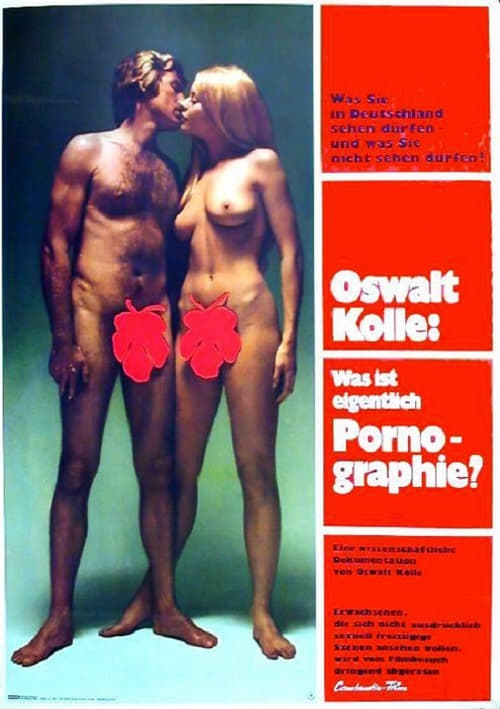 Was Sie
in Deutschland
sehen dürfen -
und was Sie
nicht sehen dürfen!
Oswalt
Kolle:
Was ist
eigentlich
Porno-
graphie?
Eine wissenschaftliche
Dokumentation
von Oswalt Kolle
Erwachsenen,
die sich nicht ausdrücklich
sexuell freizügige
Szenen ansehen wollen,
wird vom Filmbesuch
dringend abgeraten
Constantin-Film